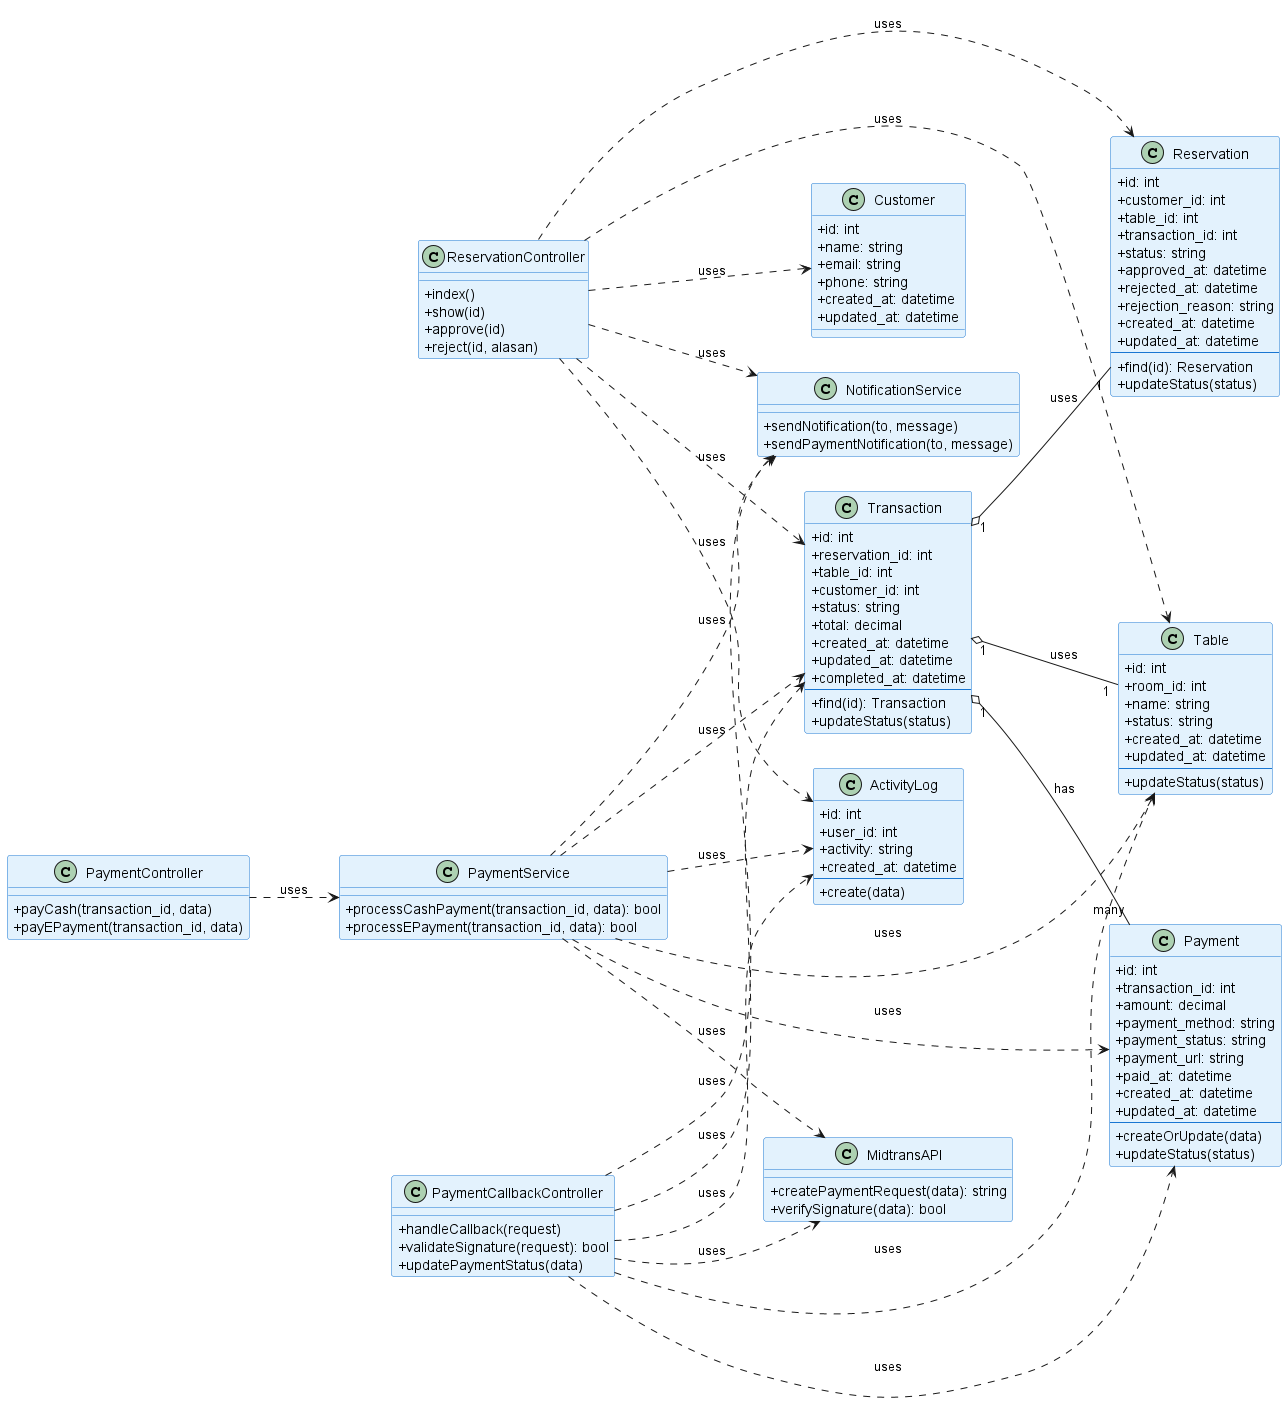 uses
uses
C Reservation
+id: int
+customer_id: int
+table_id: int
+transaction_id: int
+status: string
+approved_at: datetime
+rejected_at: datetime
+rejection_reason: string
+created_at: datetime
+updated_at: datetime
+find(id): Reservation
+updateStatus(status)
C Customer
+id: int
+name: string
+email: string
+phone: string
+created_at: datetime
+updated_at: datetime
C ReservationController
+index()
+show(id)
+approve(id)
+reject(id, alasan)
uses
uses
C NotificationService
+sendNotification(to, message)
+sendPaymentNotification(to, message)
uses
1
uses
uses
1
C Transaction
+id: int
+reservation_id: int
+table_id: int
+customer_id: int
+status: string
+total: decimal
+created_at: datetime
+updated_at: datetime
+completed_at: datetime
+find(id): Transaction
+updateStatus(status)
uses
uses
uses
1
uses
1
1
C Table
+id: int
+room_id: int
+name: string
+status: string
+created_at: datetime
+updated_at: datetime
+updateStatus(status)
has
many
C ActivityLog
+id: int
+user_id: int
+activity: string
+created_at: datetime
+create(data)
C PaymentController
+payCash(transaction_id, data)
+payEPayment(transaction_id, data)
uses
C PaymentService
+processCashPayment(transaction_id, data): bool
+processEPayment(transaction_id, data): bool
uses
uses
uses
uses
C Payment
+id: int
+transaction_id: int
+amount: decimal
+payment_method: string
+payment_status: string
+payment_url: string
+paid_at: datetime
+created_at: datetime
+updated_at: datetime
+createOrUpdate(data)
+updateStatus(status)
uses
uses
uses
C MidtransAPI
+createPaymentRequest(data): string
+verifySignature(data): bool
C PaymentCallbackController
+handleCallback(request)
+validateSignature(request): bool
+updatePaymentStatus(data)
uses
uses
uses